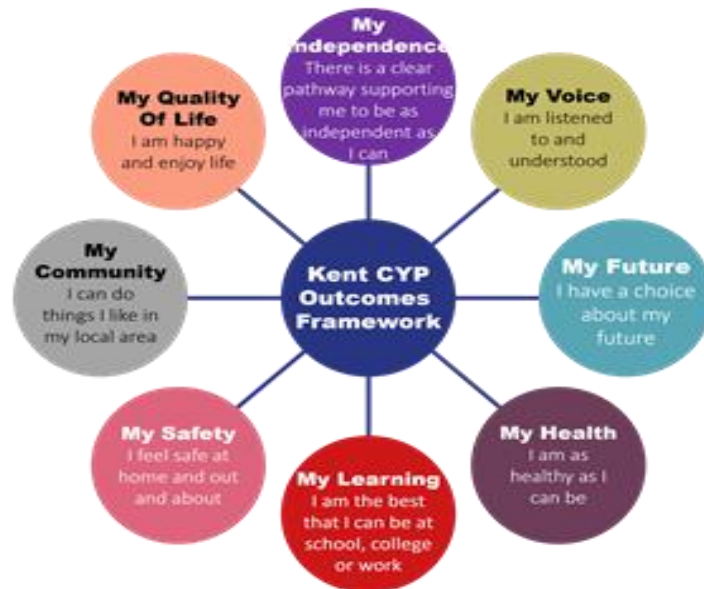 My
Independence
There is a clear
pathway supporting
me to be as
independent as
I can
My Voice
I am listened
to and
understood
My Future
I have a choice
about my
future
My Health
I am as
healthy as I
can be
My Learning
I am the best
that I can be at
school, college
or work
My Safety
I feel safe at
home and out
and about
My
Community
I can do
things I like in
my local area
My Quality
Of Life
I am happy
and enjoy life
Kent CYP
Outcomes
Framework